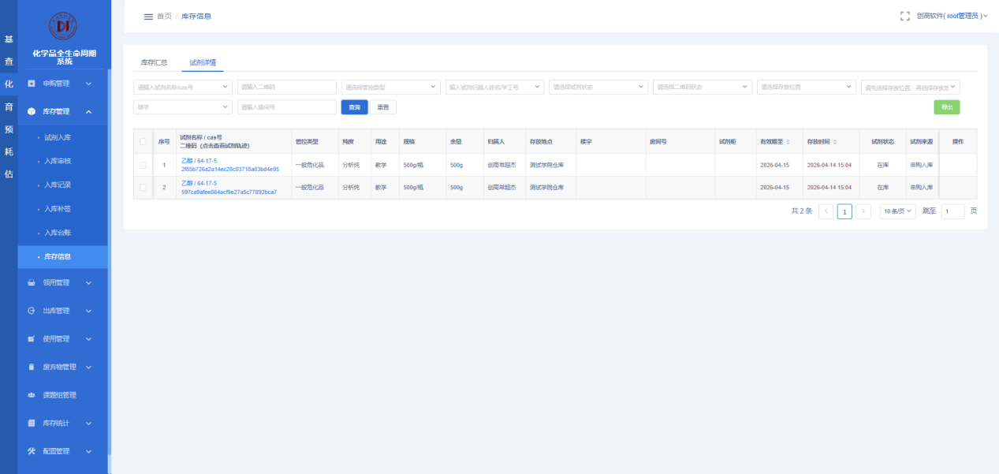 基
查
化
育
预
耗
估
化学品全生命周期
系统
申购管理
库存管理
试剂入库
入库审核
入库记录
入库补签
入库台账
库存信息
领用管理
出库管理
使用管理
废弃物管理
课题组管理
库存统计
配置管理
首页 / 库存信息
创高软件( root管理员 )
库存汇总 试剂详情
请输入试剂名称/cas号 请输入二维码 请选择管控类型 输入试剂归属人姓名/学工号 请选择试剂状态 请选择二维码状态 请选择存放位置 请先选择存放位置，再选择存放地
楼宇 请输入房间号 查询 重置 导出
序号 试剂名称 / cas号 管控类型 纯度 用途 规格 余量 归属人 存放地点 楼宇 房间号 试剂柜 有效期至 存放时间 试剂状态 试剂来源 操作
二维码（点击查看试剂轨迹）
1 乙醇 / 64-17-5 一般危化品 分析纯 教学 500g/瓶 500g 创高常超杰 测试学院仓库 2026-04-15 2026-04-14 15:04 在库 申购入库
2f65b726a2a14ec28c03718a03bd4e95
2 乙醇 / 64-17-5 一般危化品 分析纯 教学 500g/瓶 500g 创高常超杰 测试学院仓库 2026-04-15 2026-04-14 15:04 在库 申购入库
597ca9afee864acf9e27a5c77892bca7
共 2 条 1 10 条/页 跳至 1 页